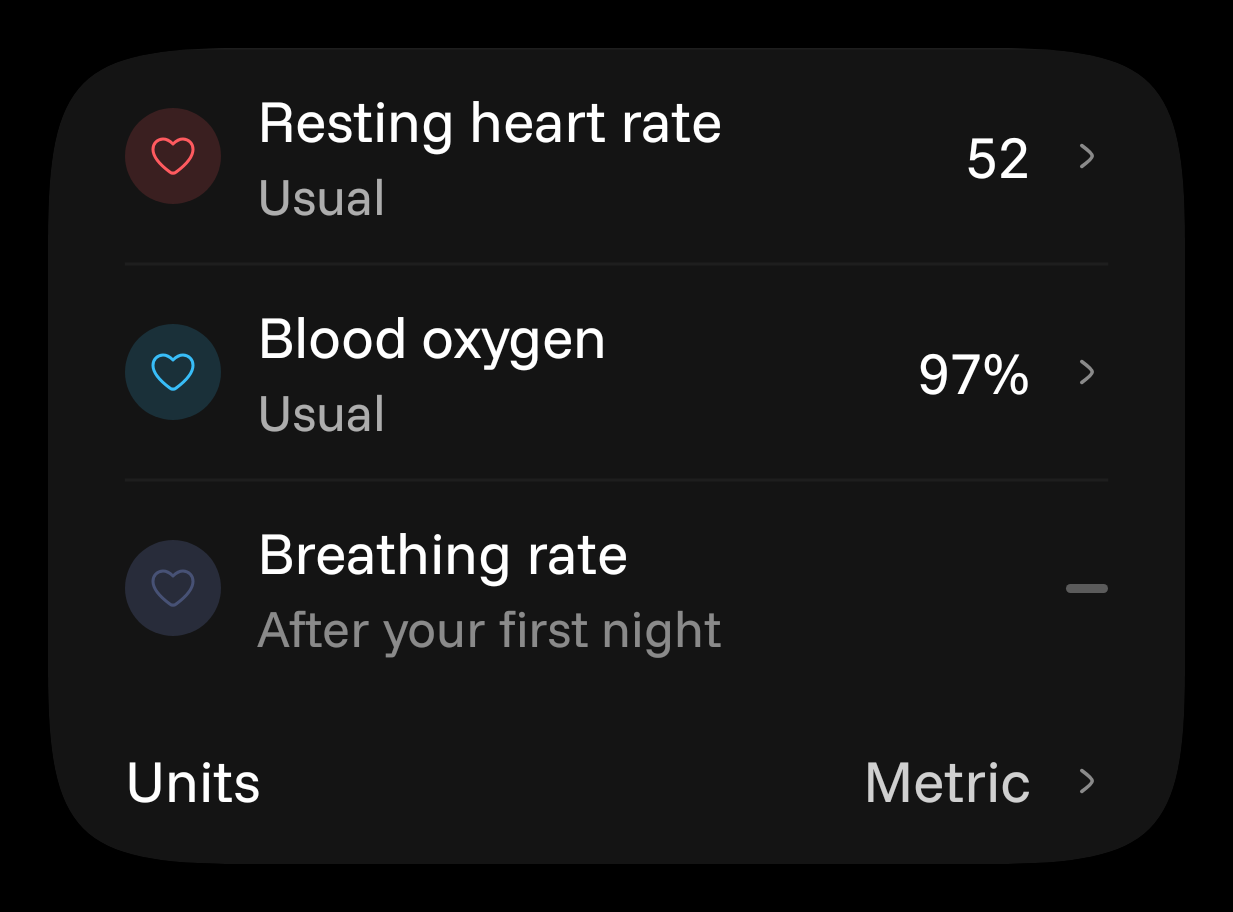 Resting heart rate
Usual
52
Blood oxygen
Usual
97%
Breathing rate
After your first night
Units
Metric